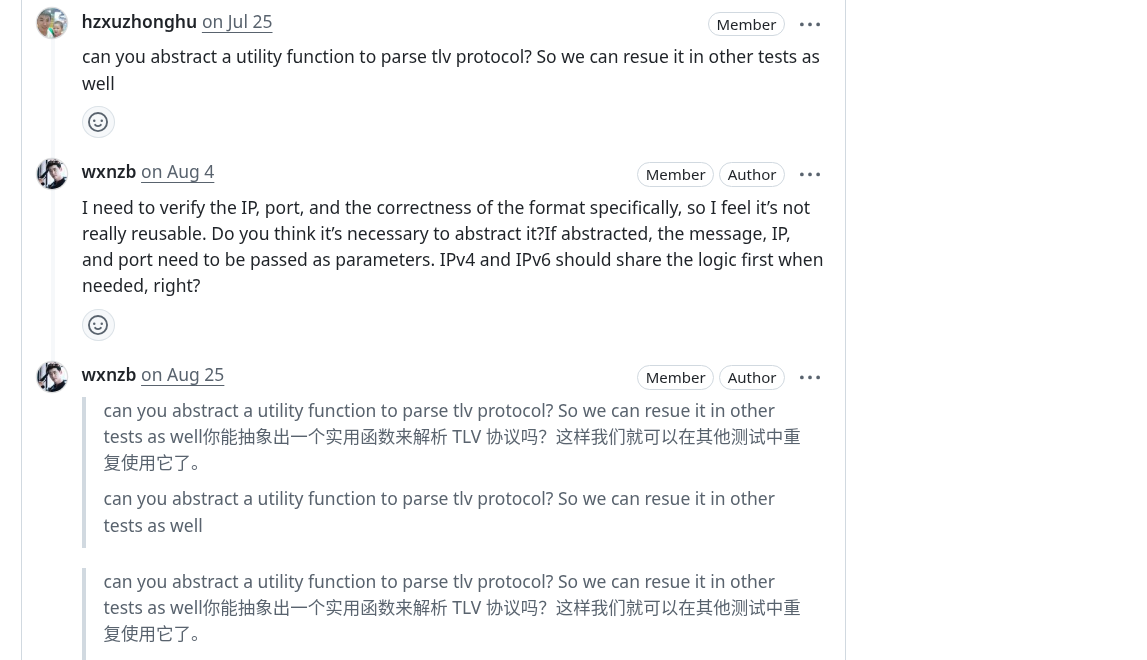 hzxuzhonghu on Jul 25 Member
can you abstract a utility function to parse tlv protocol? So we can resue it in other tests as
well
wxnzb on Aug 4 Member Author
I need to verify the IP, port, and the correctness of the format specifically, so I feel it's not
really reusable. Do you think it's necessary to abstract it?If abstracted, the message, IP,
and port need to be passed as parameters. IPv4 and IPv6 should share the logic first when
needed, right?
wxnzb on Aug 25 Member Author
can you abstract a utility function to parse tlv protocol? So we can resue it in other
tests as well你能抽象出一个实用函数来解析 TLV 协议吗？这样我们就可以在其他测试中重
复使用它了。
can you abstract a utility function to parse tlv protocol? So we can resue it in other
tests as well
can you abstract a utility function to parse tlv protocol? So we can resue it in other
tests as well你能抽象出一个实用函数来解析 TLV 协议吗？这样我们就可以在其他测试中重
复使用它了。